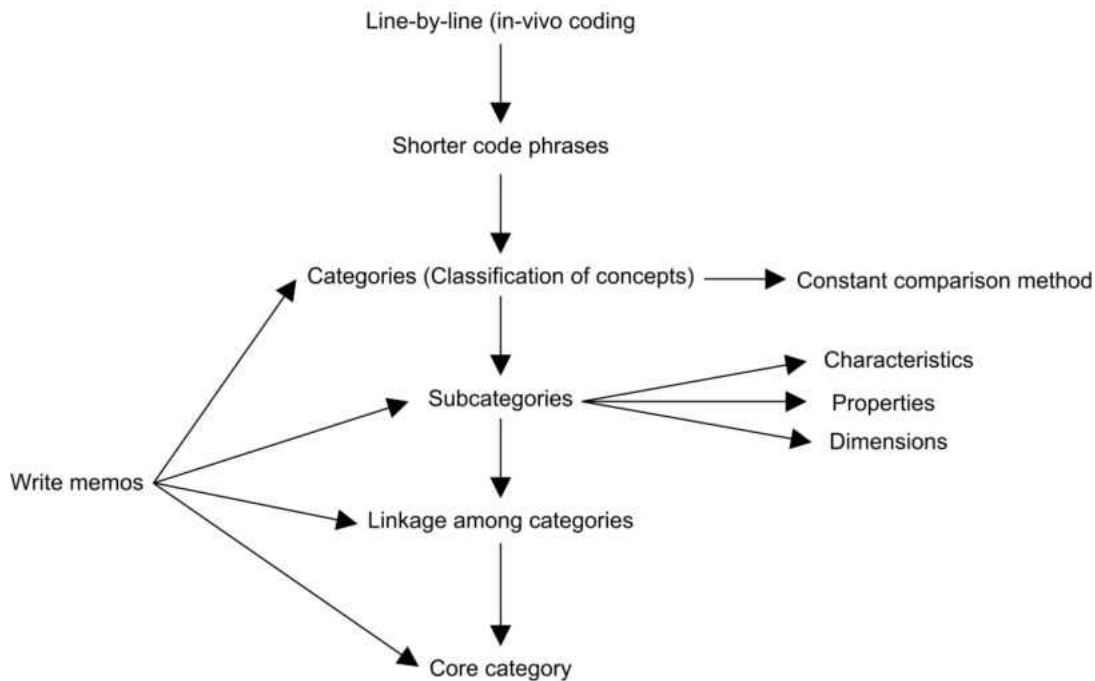 Line-by-line (in-vivo coding
Shorter code phrases
Categories (Classification of concepts)
Constant comparison method
Characteristics
Subcategories
Properties
Dimensions
Write memos
Linkage among categories
Core category